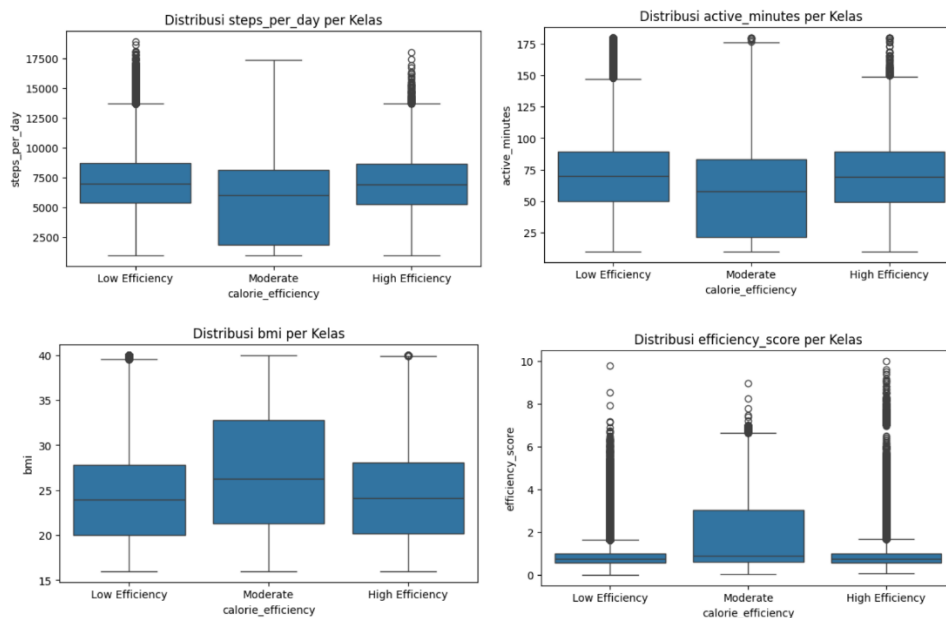 Distribusi steps_per_day per Kelas
steps_per_day
17500
15000
12500
10000
7500
5000
2500
Low Efficiency Moderate High Efficiency
calorie_efficiency
Distribusi active_minutes per Kelas
active_minutes
175
150
125
100
75
50
25
Low Efficiency Moderate High Efficiency
calorie_efficiency
Distribusi bmi per Kelas
bmi
40
35
30
25
20
15
Low Efficiency Moderate High Efficiency
calorie_efficiency
Distribusi efficiency_score per Kelas
efficiency_score
10
8
6
4
2
0
Low Efficiency Moderate High Efficiency
calorie_efficiency